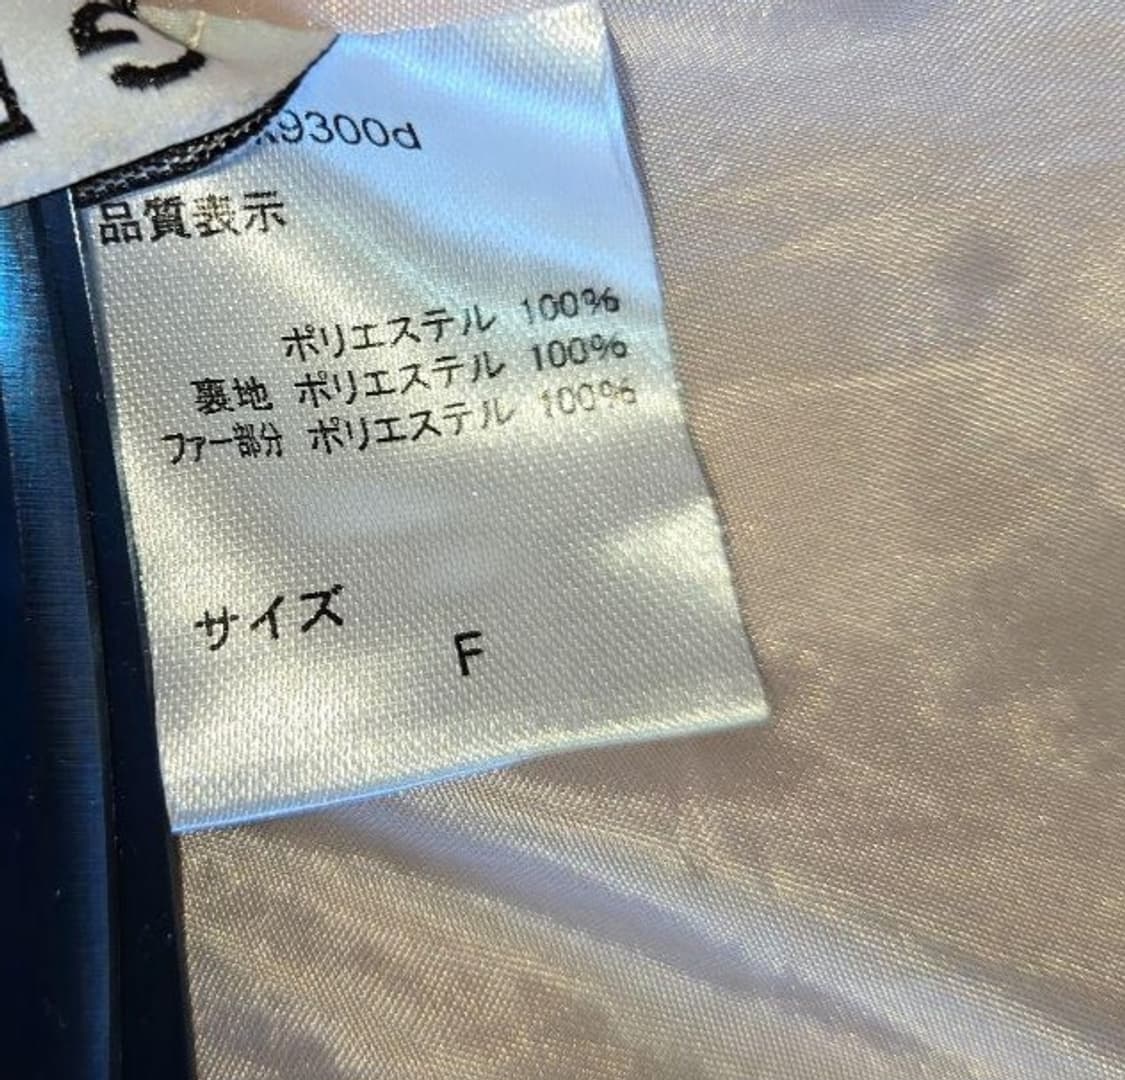 9300d
品質表示
ポリエステル 100%
裏地 ポリエステル 100%
ファー部分 ポリエステル 100%
サイズ
F